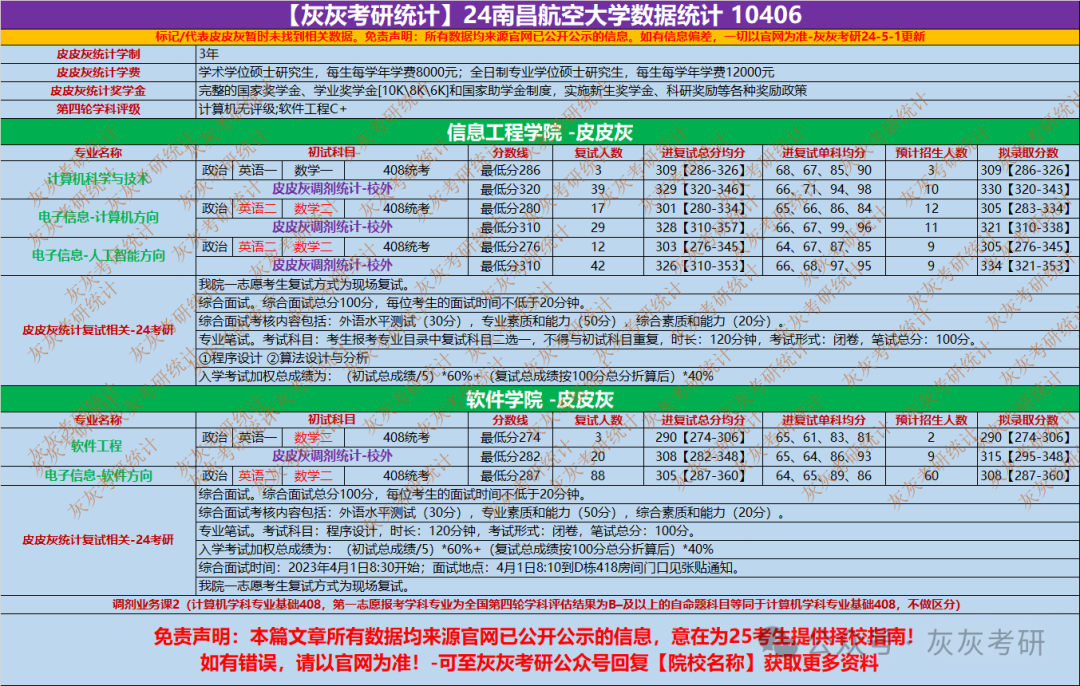 【灰灰考研统计】24南昌航空大学数据统计 10406
标记/代表皮皮灰暂时未找到相关数据。免责声明：所有数据均来源官网已公开公示的信息。如有信息偏差，一切以官网为准-灰灰考研24-5-1更新
皮皮灰统计学制 3年
皮皮灰统计学费 学术学位硕士研究生，每生每学年学费8000元；全日制专业学位硕士研究生，每生每学年学费12000元
皮皮灰统计奖学金 完整的国家奖学金、学业奖学金[10K\8K\6K]和国家助学金制度，实施新生奖学金、科研奖励等各种奖励政策
第四轮学科评级 计算机无评级;软件工程C+
信息工程学院 -皮皮灰
专业名称 初试科目 分数线 复试人数 进复试总分均分 进复试单科均分 预计招生人数 拟录取分数
计算机科学与技术 政治 英语一 数学一 408统考 最低分286 3 309【286-326】 68、67、85、90 3 309【286-326】
皮皮灰调剂统计-校外 最低分320 39 329【320-346】 66、71、94、98 10 330【320-343】
电子信息-计算机方向 政治 英语二 数学二 408统考 最低分280 17 301【280-334】 65、66、86、84 12 305【283-334】
皮皮灰调剂统计-校外 最低分310 29 328【310-357】 66、67、99、96 11 321【310-338】
电子信息-人工智能方向 政治 英语二 数学二 408统考 最低分276 12 303【276-345】 64、67、87、85 9 305【276-345】
皮皮灰调剂统计-校外 最低分310 42 326【310-353】 66、68、97、95 9 334【321-353】
皮皮灰统计复试相关-24考研
我院一志愿考生复试方式为现场复试。
综合面试。综合面试总分100分，每位考生的面试时间不低于20分钟。
综合面试考核内容包括：外语水平测试（30分），专业素质和能力（50分），综合素质和能力（20分）。
专业笔试。考试科目：考生报考专业目录中复试科目二选一，不得与初试科目重复，时长：120分钟，考试形式：闭卷，笔试总分：100分。
①程序设计 ②算法设计与分析
入学考试加权总成绩为：（初试总成绩/5）*60%+（复试总成绩按100分总分折算后）*40%
软件学院 -皮皮灰
专业名称 初试科目 分数线 复试人数 进复试总分均分 进复试单科均分 预计招生人数 拟录取分数
软件工程 政治 英语一 数学二 408统考 最低分274 3 290【274-306】 65、61、83、81 2 290【274-306】
皮皮灰调剂统计-校外 最低分282 20 308【282-348】 65、64、86、93 9 315【295-348】
电子信息-软件方向 政治 英语二 数学二 408统考 最低分287 88 305【287-360】 64、65、89、86 60 308【287-360】
皮皮灰统计复试相关-24考研
综合面试。综合面试总分100分，每位考生的面试时间不低于20分钟。
综合面试考核内容包括：外语水平测试（30分），专业素质和能力（50分），综合素质和能力（20分）。
专业笔试。考试科目：程序设计，时长：120分钟，考试形式：闭卷，笔试总分：100分。
入学考试加权总成绩为：（初试总成绩/5）*60%+（复试总成绩按100分总分折算后）*40%
综合面试时间：2023年4月1日8:30开始；面试地点：4月1日8:10到D栋418房间门口见张贴通知。
我院一志愿考生复试方式为现场复试。
调剂业务课2（计算机学科专业基础408，第一志愿报考学科专业为全国第四轮学科评估结果为B-及以上的自命题科目等同于计算机学科专业基础408，不做区分）
免责声明：本篇文章所有数据均来源官网已公开公示的信息，意在为25考生提供择校指南！
如有错误，请以官网为准！-可至灰灰考研公众号回复【院校名称】获取更多资料
公众号 灰灰考研